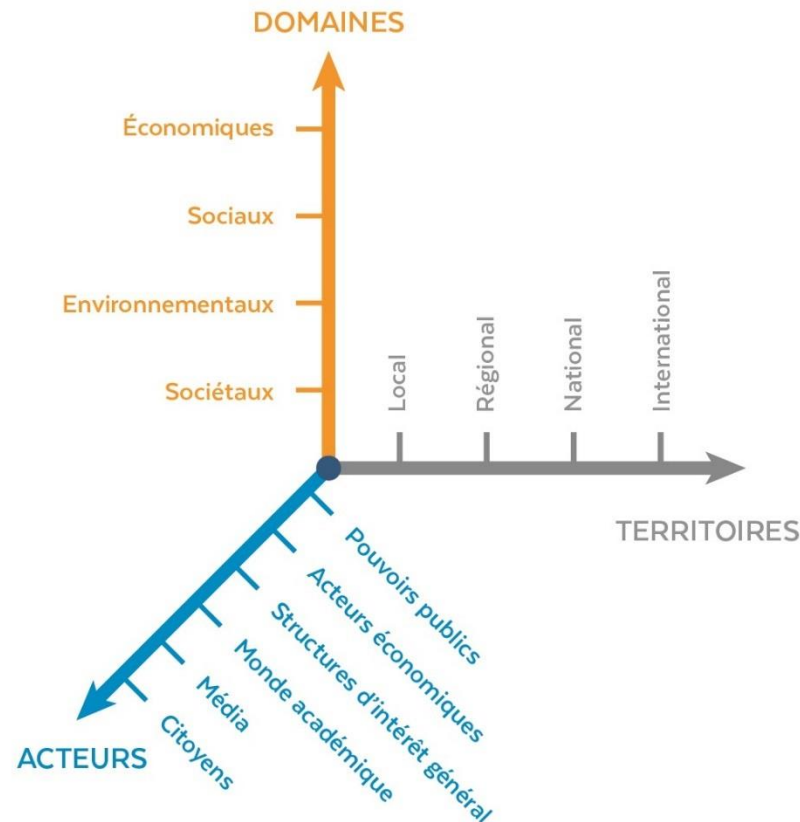 DOMAINES
Économiques
Sociaux
Environnementaux
Sociétaux
Local
Régional
National
International
TERRITOIRES
Pouvoirs publics
Acteurs économiques
Structures d'intérêt général
Monde académique
Média
Citoyens
ACTEURS